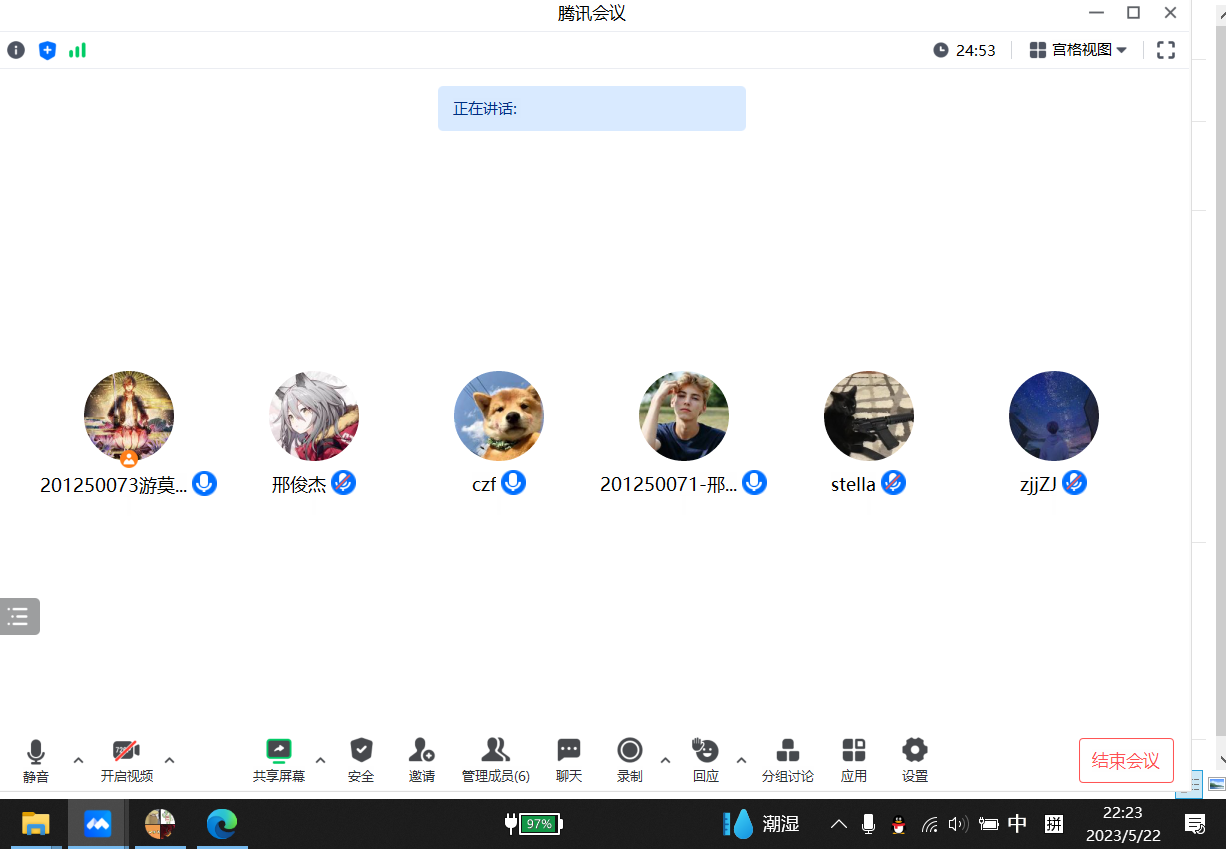 腾讯会议
24:53
宫格视图
正在讲话:
201250073游莫...
邢俊杰
czf
201250071-邢...
stella
zjjZJ
静音
开启视频
共享屏幕
安全
邀请
管理成员(6)
聊天
录制
回应
分组讨论
应用
设置
结束会议
97%
潮湿
中
拼
22:23
2023/5/22